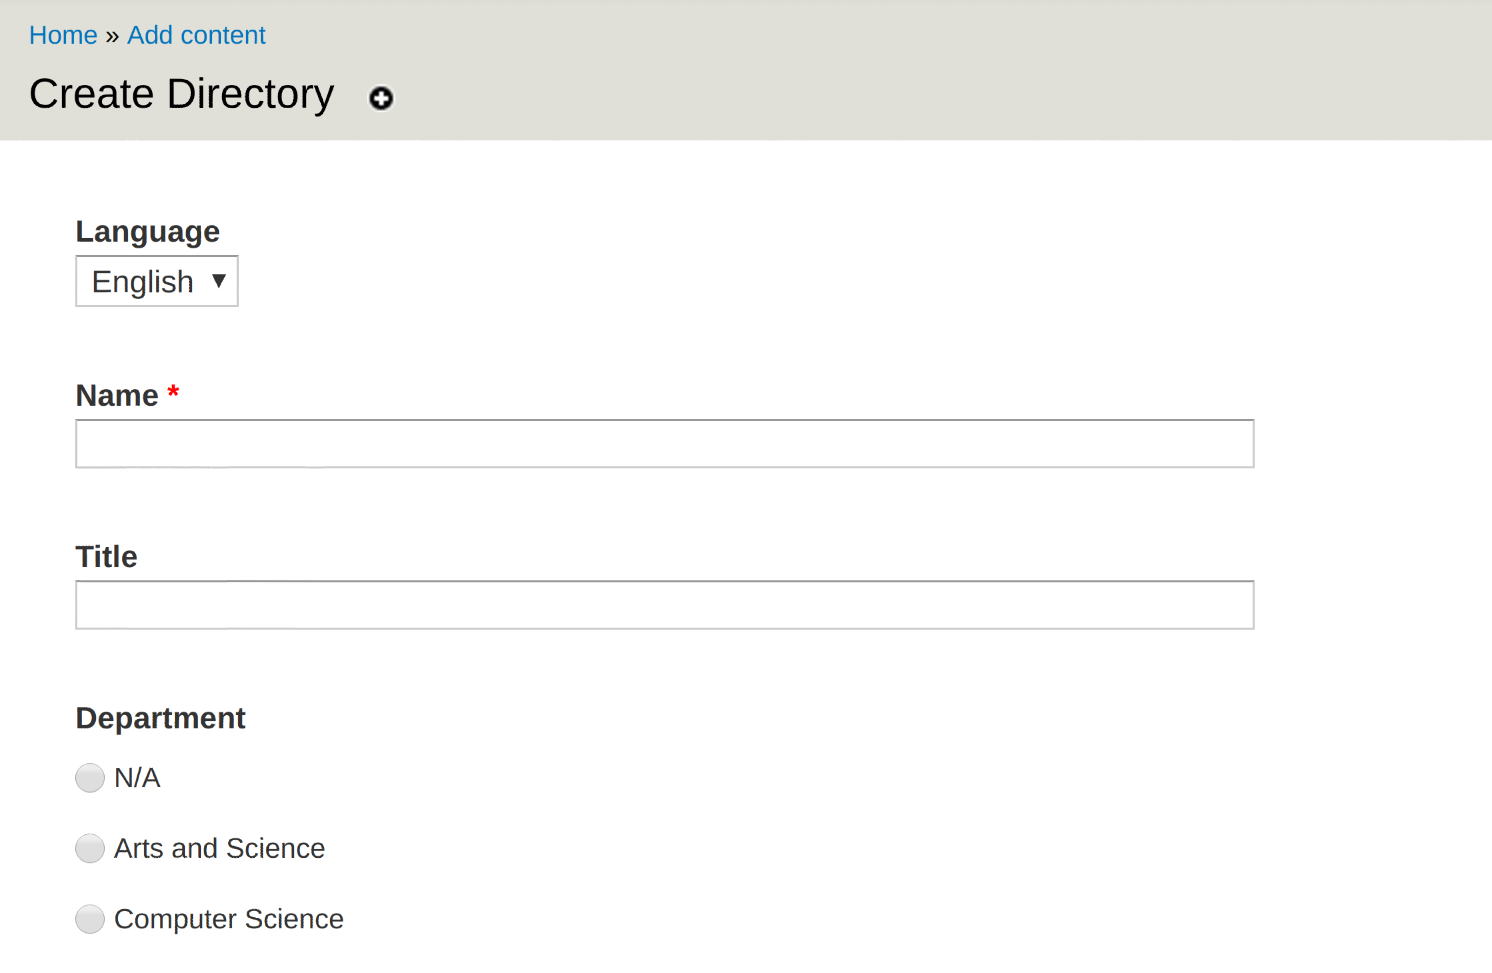 Home » Add content
Create Directory
Language
English ▼
Name *
Title
Department
N/A
Arts and Science
Computer Science